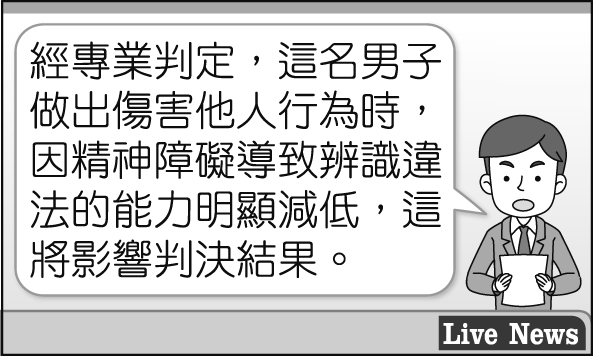 經專業判定，這名男子
做出傷害他人行為時，
因精神障礙導致辨識違
法的能力明顯減低，這
將影響判決結果。
Live News